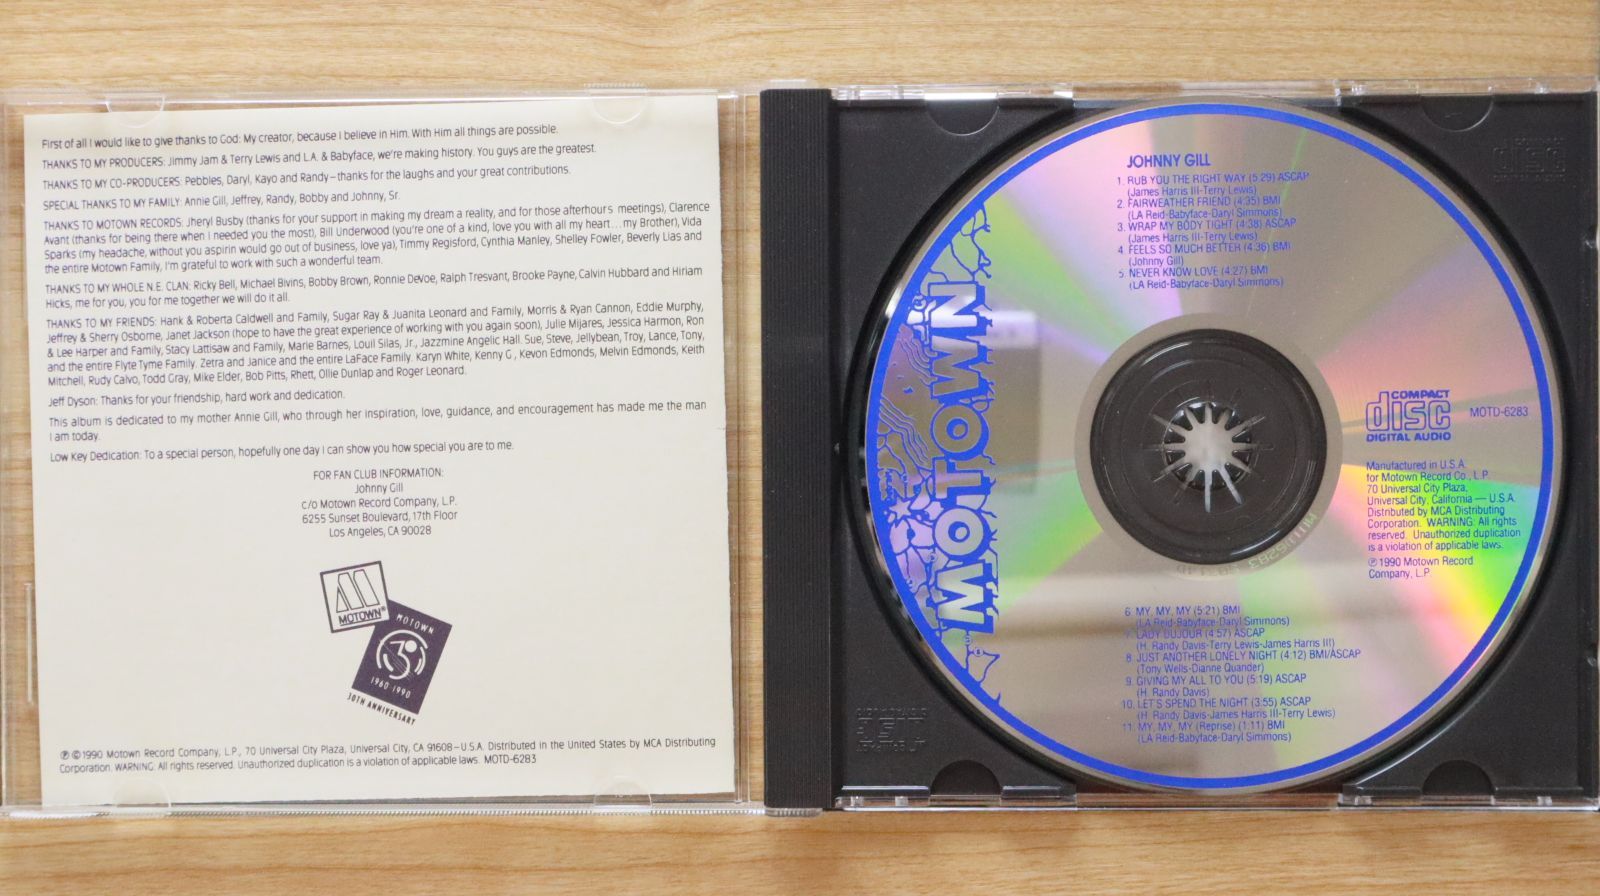 First of all I would like to give thanks to God: My creator, because I believe in Him. With Him all things are possible.
THANKS TO MY PRODUCERS: Jimmy Jam & Terry Lewis and L.A. & Babyface, we're making history. You guys are the greatest.
THANKS TO MY CO-PRODUCERS: Pebbles, Daryl, Kayo and Randy—thanks for the laughs and your great contributions.
SPECIAL THANKS TO MY FAMILY: Annie Gill, Jeffrey, Randy, Bobby and Johnny, Sr.
THANKS TO MOTOWN RECORDS: Jheryl Busby (thanks for your support in making my dream a reality, and for those afterhours meetings), Clarence
Avant (thanks for being there when I needed you the most), Bill Underwood (you're one of a kind, love you with all my heart...my Brother), Vida
Sparks (my headache, without you aspirin would go out of business, love ya), Timmy Regisford, Cynthia Manley, Shelley Fowler, Beverly Lias and
the entire Motown Family, I'm grateful to work with such a wonderful team.
THANKS TO MY WHOLE N.E. CLAN: Ricky Bell, Michael Bivins, Bobby Brown, Ronnie Devoe, Ralph Tresvant, Brooke Payne, Calvin Hubbard and Hiriam
Hicks, me for you, you for me together we will do it all.
THANKS TO MY FRIENDS: Hank & Roberta Caldwell and Family, Sugar Ray & Juanita Leonard and Family, Morris & Ryan Cannon, Eddie Murphy,
Jeffrey & Sherry Osborne, Janet Jackson (hope to have the great experience of working with you again soon), Julie Mijares, Jessica Harmon, Ron
& Lee Harper and Family, Stacy Lattisaw and Family, Marie Barnes, Louil Silas, Jr., Jazzmine Angelic Hall. Sue, Steve, Jellybean, Troy, Lance, Tony,
and the entire Flyte Tyme Family. Zetra and Janice and the entire LaFace Family. Karyn White, Kenny G, Kevon Edmonds, Melvin Edmonds, Keith
Mitchell, Rudy Calvo, Todd Gray, Mike Elder, Bob Pitts, Rhett, Ollie Dunlap and Roger Leonard.
Jeff Dyson: Thanks for your friendship, hard work and dedication.
This album is dedicated to my mother Annie Gill, who through her inspiration, love, guidance, and encouragement has made me the man
I am today.
Low Key Dedication: To a special person, hopefully one day I can show you how special you are to me.
FOR FAN CLUB INFORMATION:
Johnny Gill
c/o Motown Record Company, L.P.
6255 Sunset Boulevard, 17th Floor
Los Angeles, CA 90028
M
MOTOWN®
MOTOWN
30
1960-1990
30TH ANNIVERSARY
℗ © 1990 Motown Record Company, L.P., 70 Universal City Plaza, Universal City, CA 91608—U.S.A. Distributed in the United States by MCA Distributing
Corporation. WARNING: All rights reserved. Unauthorized duplication is a violation of applicable laws. MOTD-6283
MOTOWN
JOHNNY GILL
1. RUB YOU THE RIGHT WAY (5:29) ASCAP
(James Harris III-Terry Lewis)
2. FAIRWEATHER FRIEND (4:35) BMI
(LA Reid-Babyface-Daryl Simmons)
3. WRAP MY BODY TIGHT (4:38) ASCAP
(James Harris III-Terry Lewis)
4. FEELS SO MUCH BETTER (4:36) BMI
(Johnny Gill)
5. NEVER KNOW LOVE (4:27) BMI
(LA Reid-Babyface-Daryl Simmons)
COMPACT
disc
DIGITAL AUDIO
MOTD-6283
Manufactured in U.S.A.
for Motown Record Co., L.P.
70 Universal City Plaza,
Universal City, California — U.S.A.
Distributed by MCA Distributing
Corporation. WARNING: All rights
reserved. Unauthorized duplication
is a violation of applicable laws.
℗ 1990 Motown Record
Company, L.P.
6. MY, MY, MY (5:21) BMI
(LA Reid-Babyface-Daryl Simmons)
7. LADY DUJOUR (4:57) ASCAP
(H. Randy Davis-Terry Lewis-James Harris III)
8. JUST ANOTHER LONELY NIGHT (4:12) BMI/ASCAP
(Tony Wells-Dianne Quander)
9. GIVING MY ALL TO YOU (5:19) ASCAP
(H. Randy Davis)
10. LET'S SPEND THE NIGHT (3:55) ASCAP
(H. Randy Davis-James Harris III-Terry Lewis)
11. MY, MY, MY (Reprise) (1:11) BMI
(LA Reid-Babyface-Daryl Simmons)